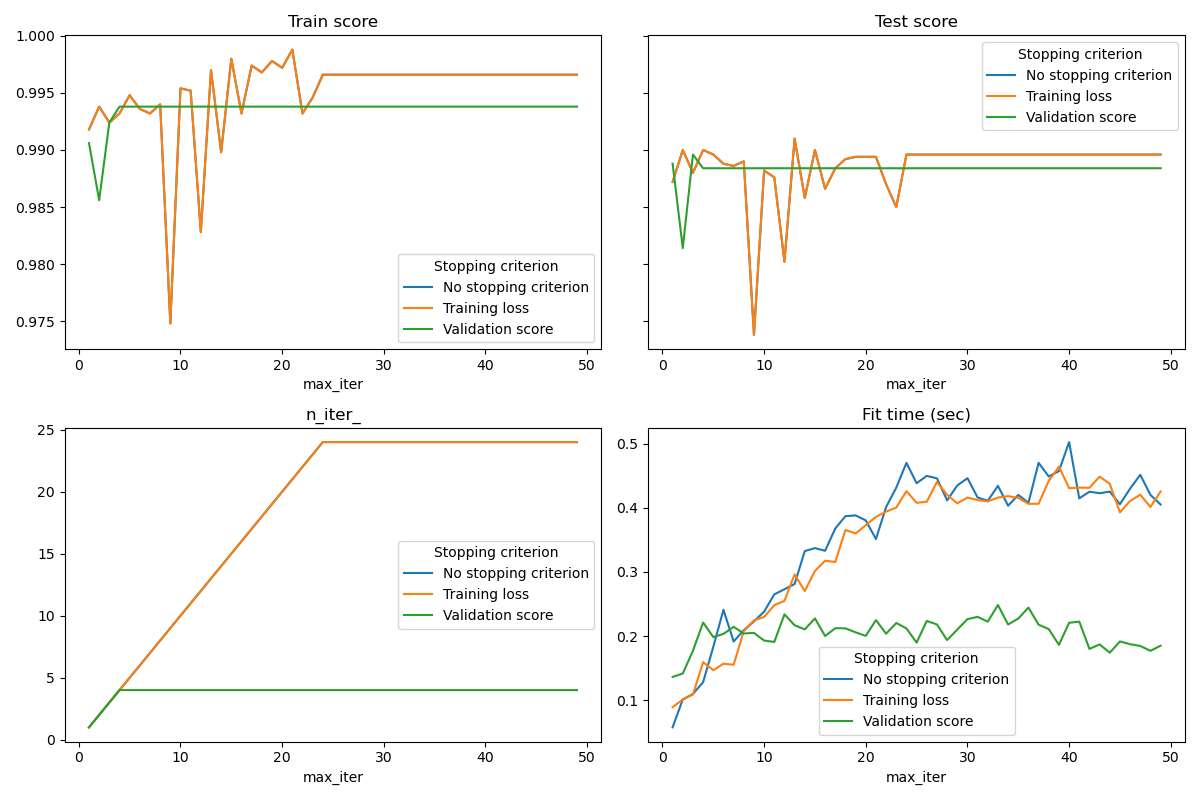 Train score
1.000
0.995
0.990
0.985
0.980
0.975
Stopping criterion
No stopping criterion
Training loss
Validation score
0 10 20 30 40 50
max_iter
Test score
Stopping criterion
No stopping criterion
Training loss
Validation score
0 10 20 30 40 50
max_iter
n_iter_
25
20
15
10
5
0
Stopping criterion
No stopping criterion
Training loss
Validation score
0 10 20 30 40 50
max_iter
Fit time (sec)
0.5
0.4
0.3
0.2
0.1
Stopping criterion
No stopping criterion
Training loss
Validation score
0 10 20 30 40 50
max_iter